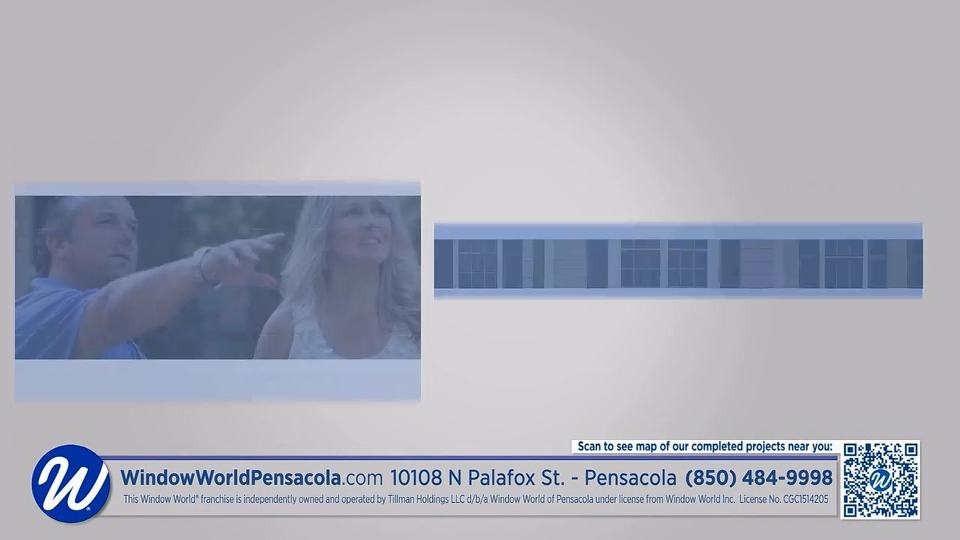 Scan to see map of our completed projects near you:
WindowWorldPensacola.com 10108 N Palafox St. - Pensacola (850) 484-9998
This Window World® franchise is independently owned and operated by Tillman Holdings LLC d/b/a Window World of Pensacola under license from Window World Inc. License No. CGC1514205
W
W